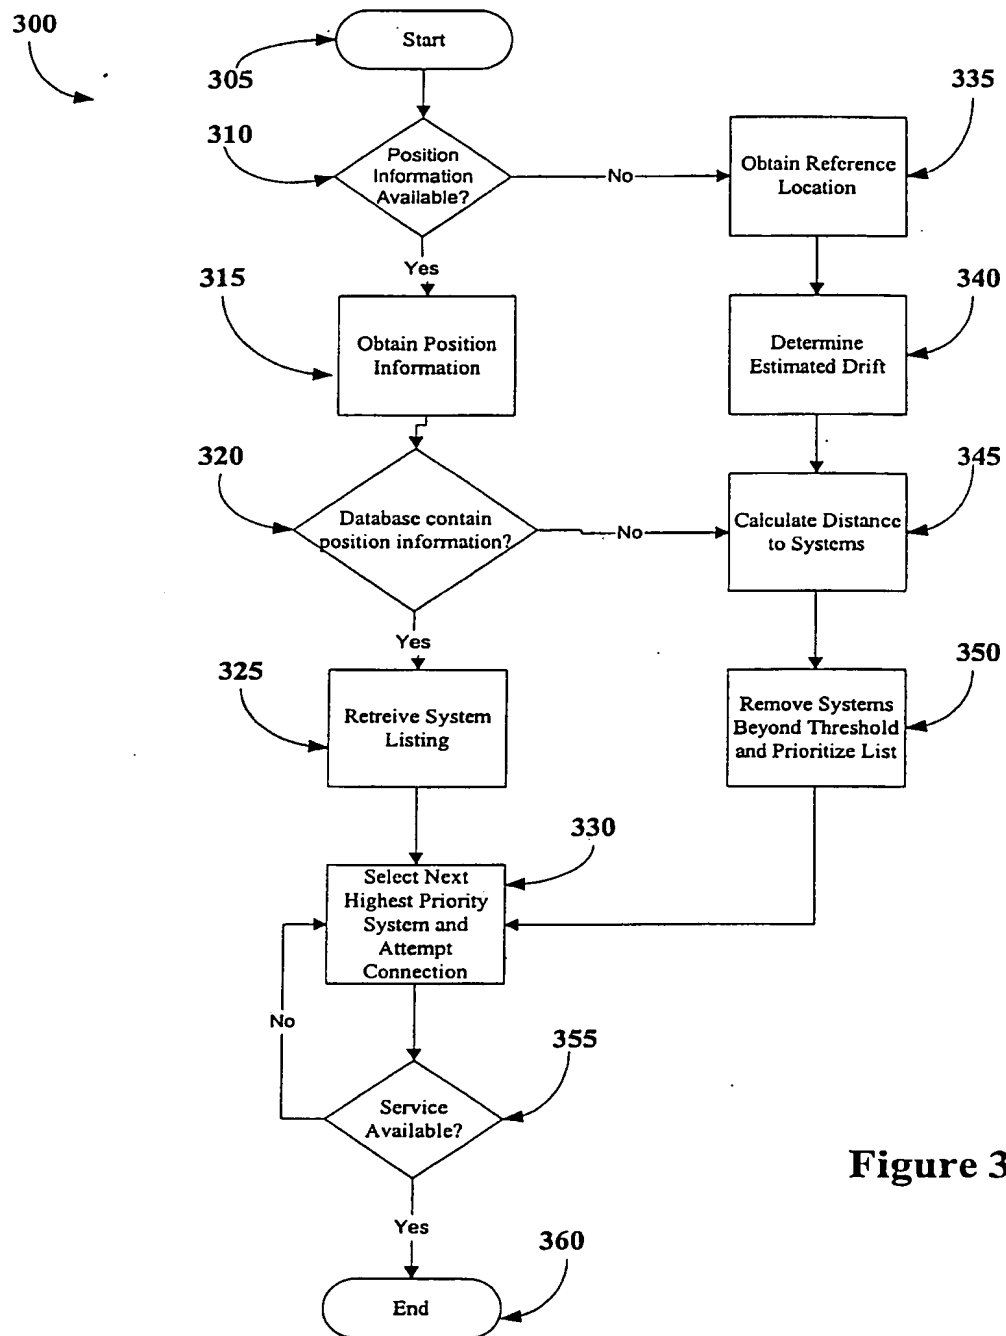 300
Start
305
335
310
Position
Information
Available?
No
Obtain Reference
Location
Yes
315
340
Obtain Position
Information
Determine
Estimated Drift
320
345
Database contain
position information?
No
Calculate Distance
to Systems
Yes
325
350
Retreive System
Listing
Remove Systems
Beyond Threshold
and Prioritize List
330
Select Next
Highest Priority
System and
Attempt
Connection
No
355
Service
Available?
Figure 3
Yes
360
End